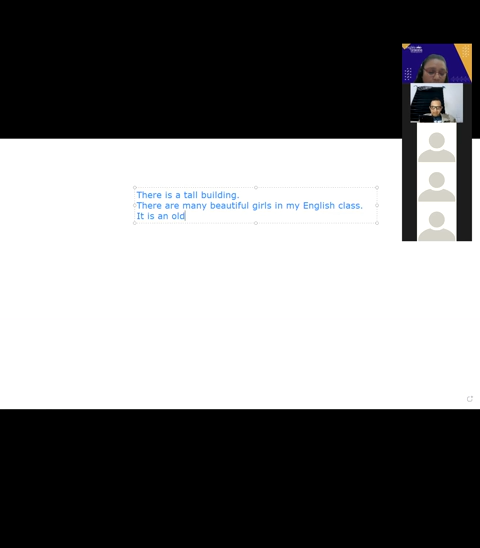 There is a tall building.
There are many beautiful girls in my English class.
It is an old